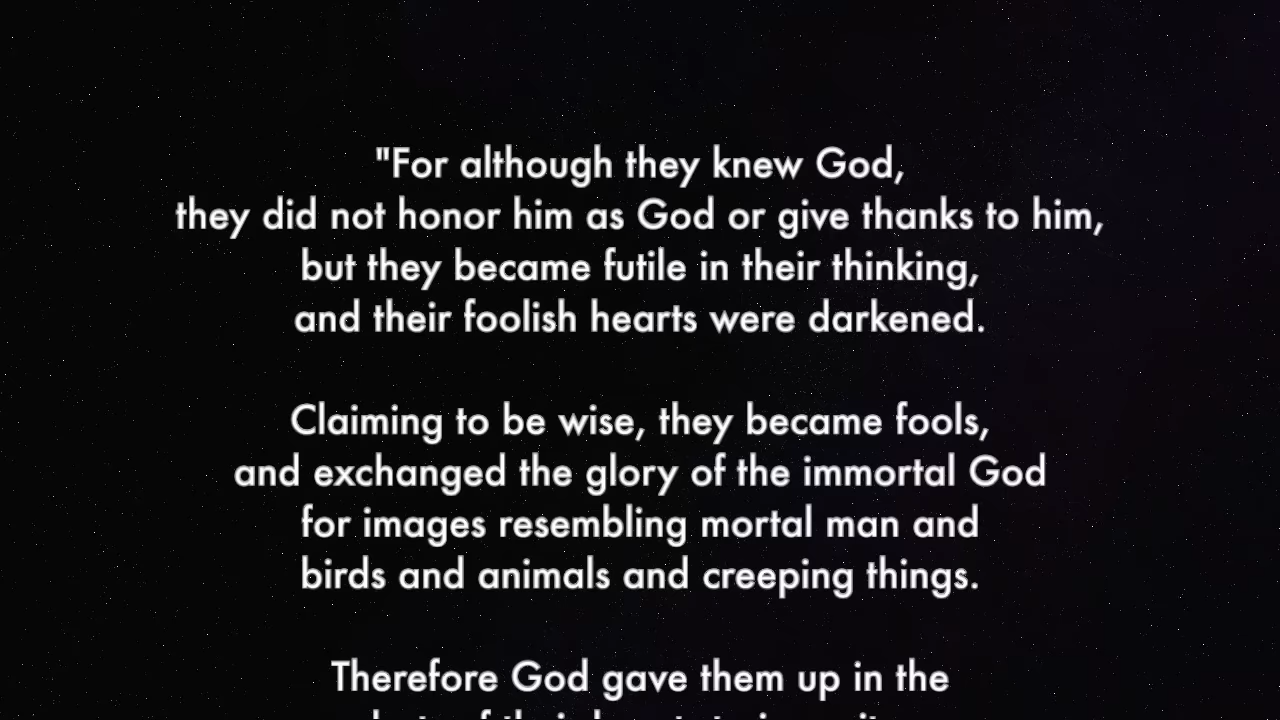 "For although they knew God,
they did not honor him as God or give thanks to him,
but they became futile in their thinking,
and their foolish hearts were darkened.
Claiming to be wise, they became fools,
and exchanged the glory of the immortal God
for images resembling mortal man and
birds and animals and creeping things.
Therefore God gave them up in the